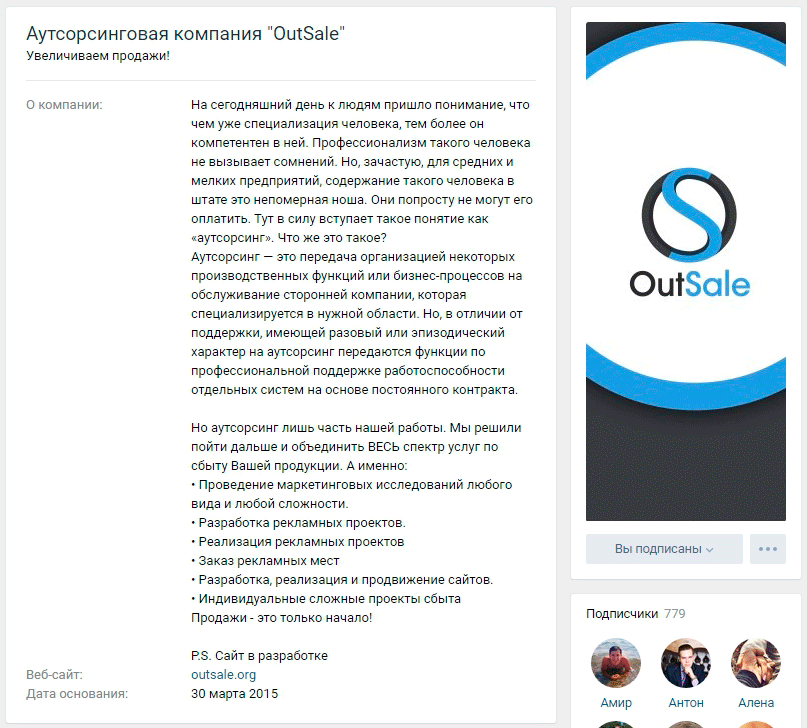 Аутсорсинговая компания "OutSale"
Увеличиваем продажи!
О компании:
На сегодняшний день к людям пришло понимание, что
чем уже специализация человека, тем более он
компетентен в ней. Профессионализм такого человека
не вызывает сомнений. Но, зачастую, для средних и
мелких предприятий, содержание такого человека в
штате это непомерная ноша. Они попросту не могут его
оплатить. Тут в силу вступает такое понятие как
«аутсорсинг». Что же это такое?
Аутсорсинг — это передача организацией некоторых
производственных функций или бизнес-процессов на
обслуживание сторонней компании, которая
специализируется в нужной области. Но, в отличии от
поддержки, имеющей разовый или эпизодический
характер на аутсорсинг передаются функции по
профессиональной поддержке работоспособности
отдельных систем на основе постоянного контракта.
Но аутсорсинг лишь часть нашей работы. Мы решили
пойти дальше и объединить ВЕСЬ спектр услуг по
сбыту Вашей продукции. А именно:
• Проведение маркетинговых исследований любого
вида и любой сложности.
• Разработка рекламных проектов.
• Реализация рекламных проектов
• Заказ рекламных мест
• Разработка, реализация и продвижение сайтов.
• Индивидуальные сложные проекты сбыта
Продажи - это только начало!
P.S. Сайт в разработке
Веб-сайт:
outsale.org
Дата основания:
30 марта 2015
OutSale
Вы подписаны
Подписчики 779
Амир
Антон
Алена